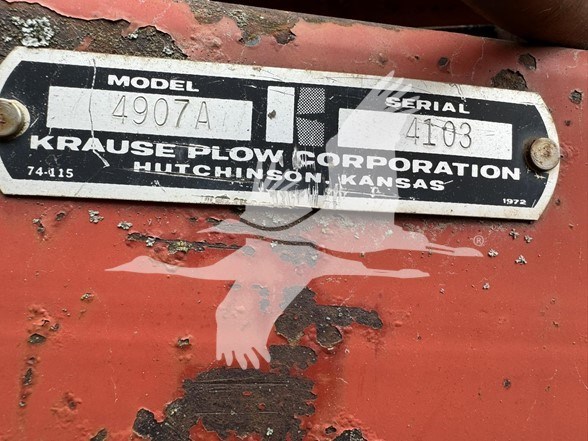 MODEL SERIAL
4907A 4103
KRAUSE PLOW CORPORATION
HUTCHINSON, KANSAS
74-115 1972
®